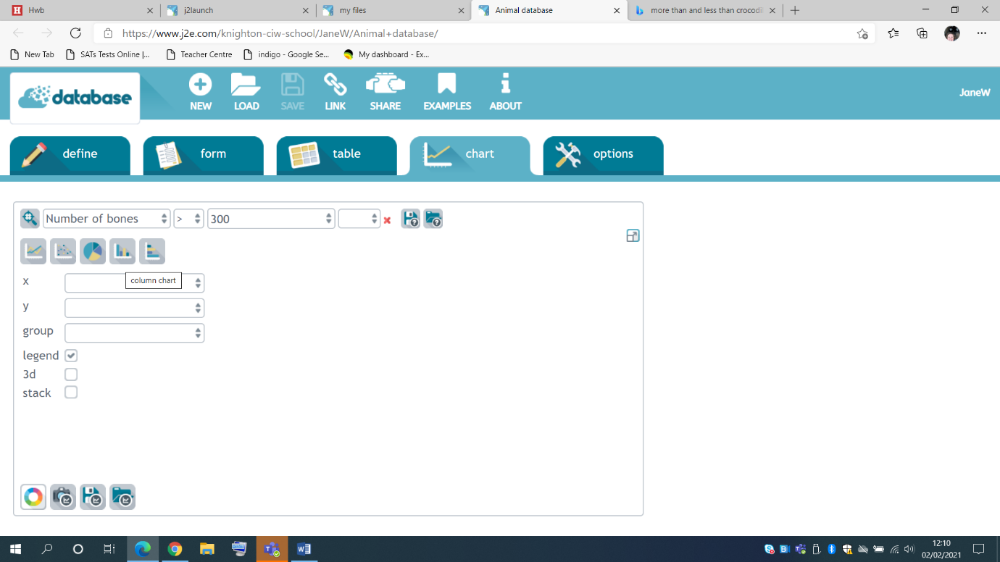 Hwb
j2launch
my files
Animal database
more than and less than crocodi
https://www.j2e.com/knighton-ciw-school/JaneW/Animal+database/
New Tab
SATs Tests Online |...
Teacher Centre
indigo - Google Se...
My dashboard - Ex...
database
NEW
LOAD
SAVE
LINK
SHARE
EXAMPLES
ABOUT
JaneW
define
form
table
chart
options
Number of bones
>
300
x
column chart
y
group
legend
3d
stack
12:10
02/02/2021